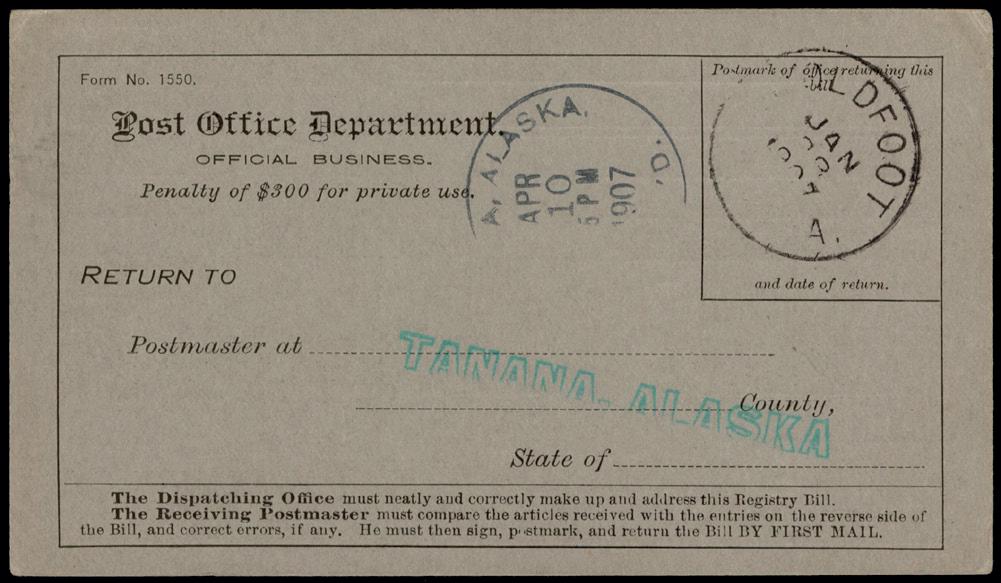 Form No. 1550.
Post Office Department.
OFFICIAL BUSINESS.
Penalty of $300 for private use.
A, ALASKA.
APR
10
PM
1907
D.
Postmark of office returning this
bill
LDFOOT
JAN
A.
and date of return.
RETURN TO
Postmaster at
TANANA. ALASKA
County,
State of
The Dispatching Office must neatly and correctly make up and address this Registry Bill.
The Receiving Postmaster must compare the articles received with the entries on the reverse side of
the Bill, and correct errors, if any. He must then sign, postmark, and return the Bill BY FIRST MAIL.